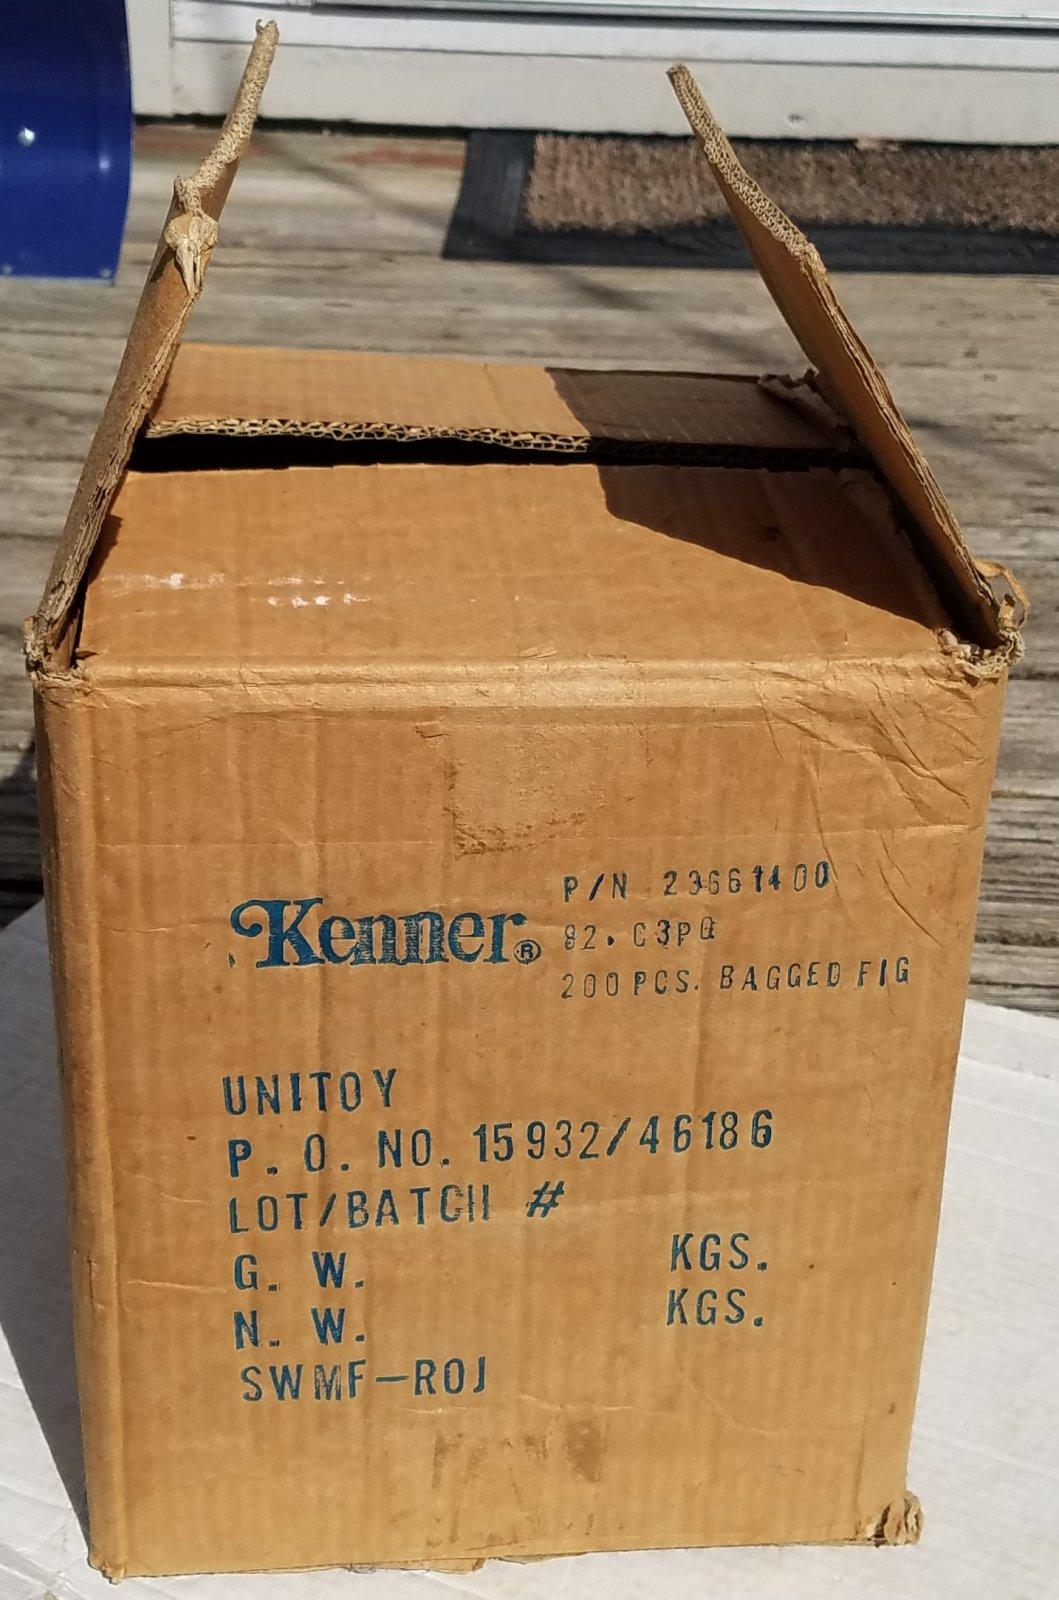 Kenner®
P/N 23661400
82. C3PO
200 PCS. BAGGED FIG
UNITOY
P. O. NO. 15932/46186
LOT/BATCH #
G. W. KGS.
N. W. KGS.
SWMF-ROJ